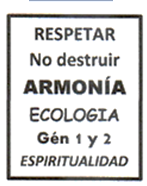 RESPETAR
No destruir
ARMONÍA
ECOLOGIA
Gén 1 y 2
ESPIRITUALIDAD